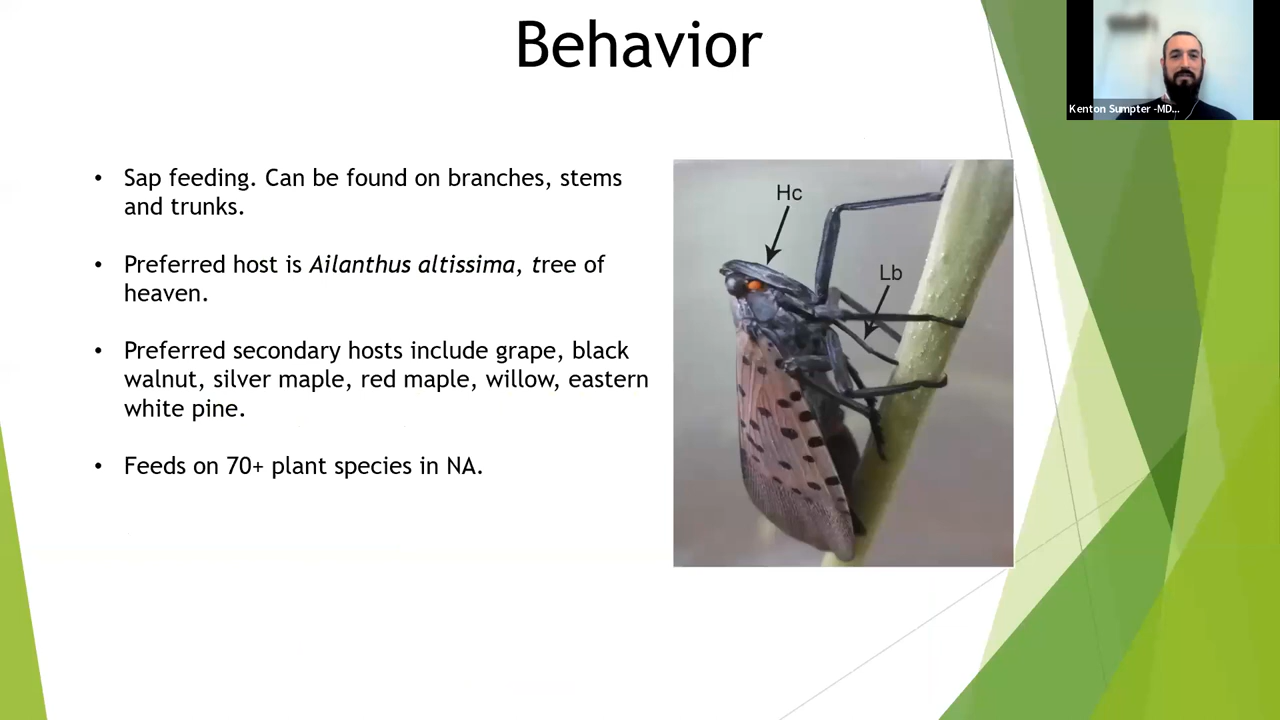 Behavior
Kenton Sumpter -MD...
• Sap feeding. Can be found on branches, stems
and trunks.
• Preferred host is Ailanthus altissima, tree of
heaven.
• Preferred secondary hosts include grape, black
walnut, silver maple, red maple, willow, eastern
white pine.
• Feeds on 70+ plant species in NA.
Hc
Lb